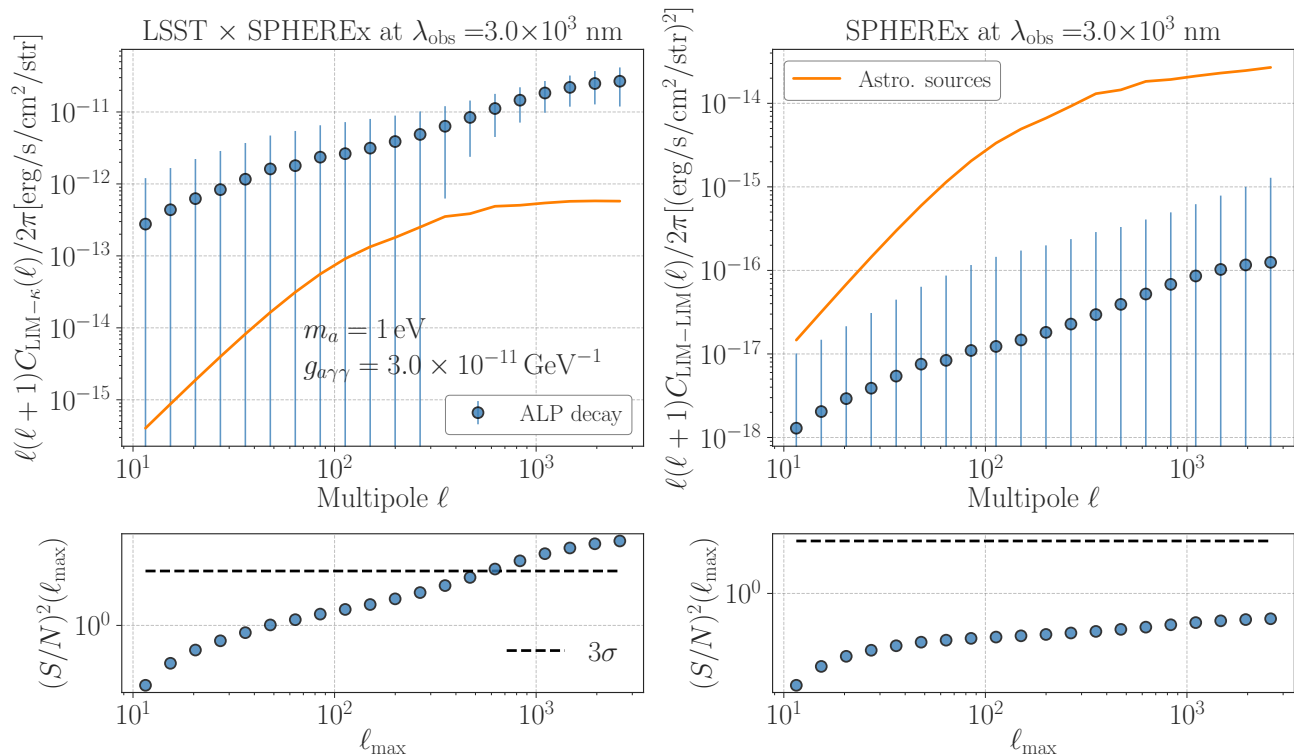 LSST × SPHEREx at λobs =3.0×10³ nm
ℓ(ℓ + 1)C_LIM−κ(ℓ)/2π[erg/s/cm²/str]
10⁻¹¹
10⁻¹²
10⁻¹³
10⁻¹⁴
10⁻¹⁵
mₐ = 1 eV
g_aγγ = 3.0 × 10⁻¹¹ GeV⁻¹
ALP decay
10¹ 10² 10³
Multipole ℓ
SPHEREx at λobs =3.0×10³ nm
ℓ(ℓ + 1)C_LIM−LIM(ℓ)/2π[(erg/s/cm²/str)²]
Astro. sources
10⁻¹⁴
10⁻¹⁵
10⁻¹⁶
10⁻¹⁷
10⁻¹⁸
10¹ 10² 10³
Multipole ℓ
(S/N)²(ℓmax)
10⁰
3σ
10¹ 10² 10³
ℓmax
(S/N)²(ℓmax)
10⁰
10¹ 10² 10³
ℓmax